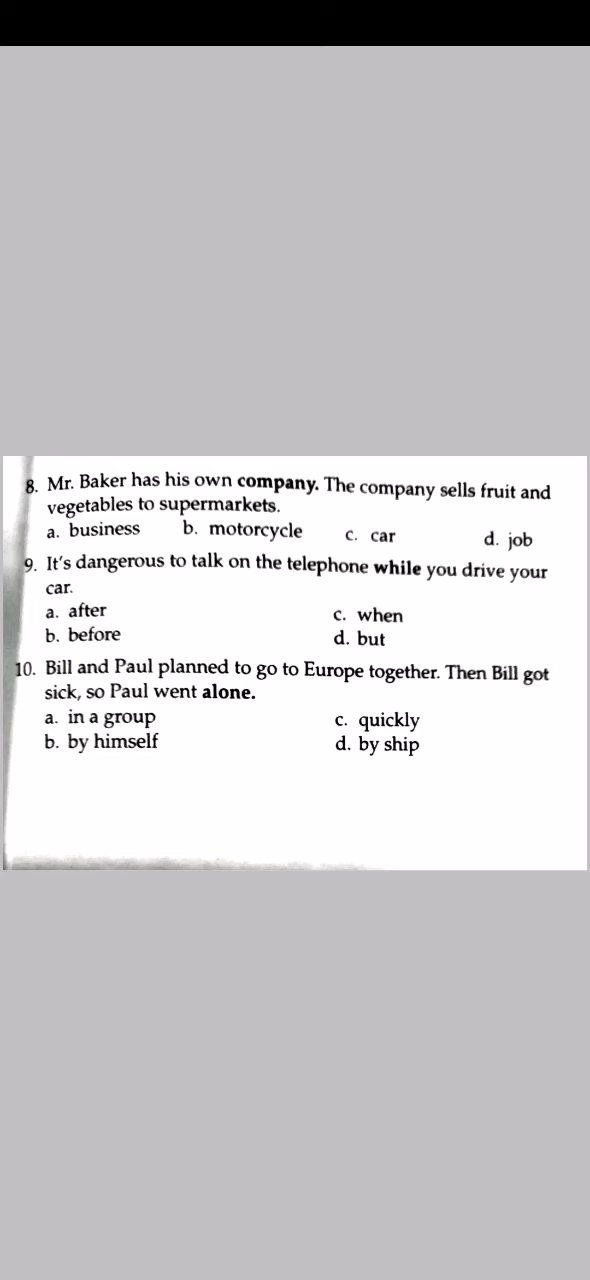 8. Mr. Baker has his own company. The company sells fruit and
vegetables to supermarkets.
a. business b. motorcycle c. car d. job
9. It's dangerous to talk on the telephone while you drive your
car.
a. after c. when
b. before d. but
10. Bill and Paul planned to go to Europe together. Then Bill got
sick, so Paul went alone.
a. in a group c. quickly
b. by himself d. by ship